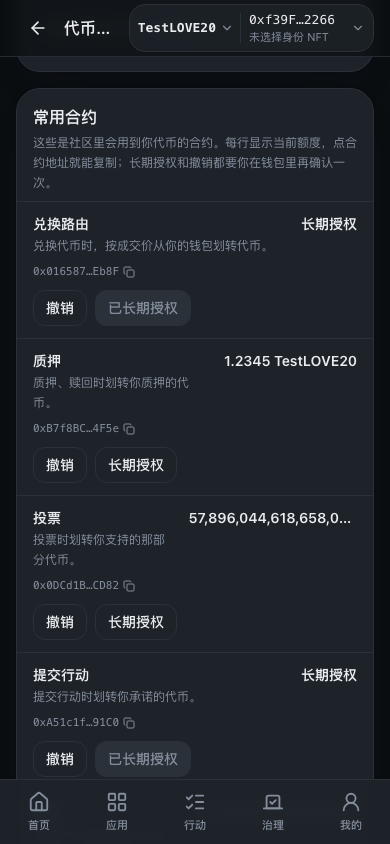 代币... TestLOVE20 0xf39F…2266
未选择身份 NFT
常用合约
这些是社区里会用到你代币的合约。每行显示当前额度，点合
约地址就能复制；长期授权和撤销都要你在钱包里再确认一
次。
兑换路由 长期授权
兑换代币时，按成交价从你的钱包划转代币。
0x016587…Eb8F
撤销 已长期授权
质押 1.2345 TestLOVE20
质押、赎回时划转你质押的代
币。
0xB7f8BC…4F5e
撤销 长期授权
投票 57,896,044,618,658,0...
投票时划转你支持的那部
分代币。
0x0DCd1B…CD82
撤销 长期授权
提交行动 长期授权
提交行动时划转你承诺的代币。
0xA51c1f…91C0
撤销 已长期授权
首页 应用 行动 治理 我的